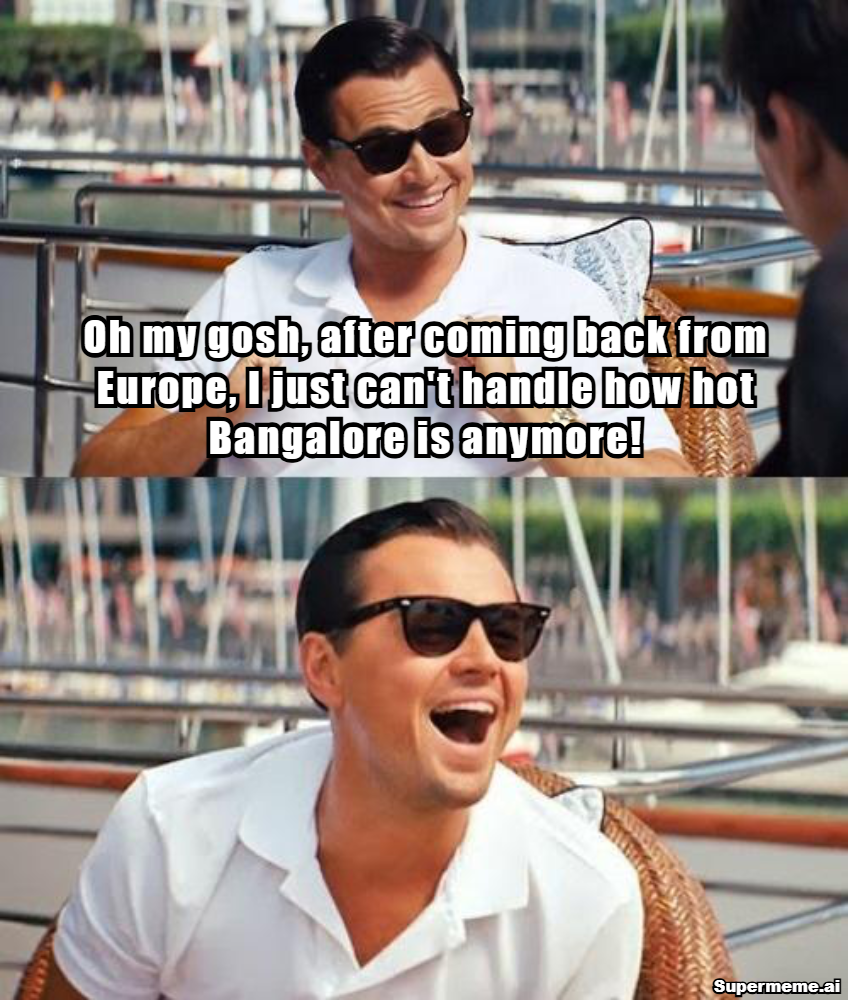 Oh my gosh, after coming back from
Europe, I just can't handle how hot
Bangalore is anymore!
Supermeme.ai